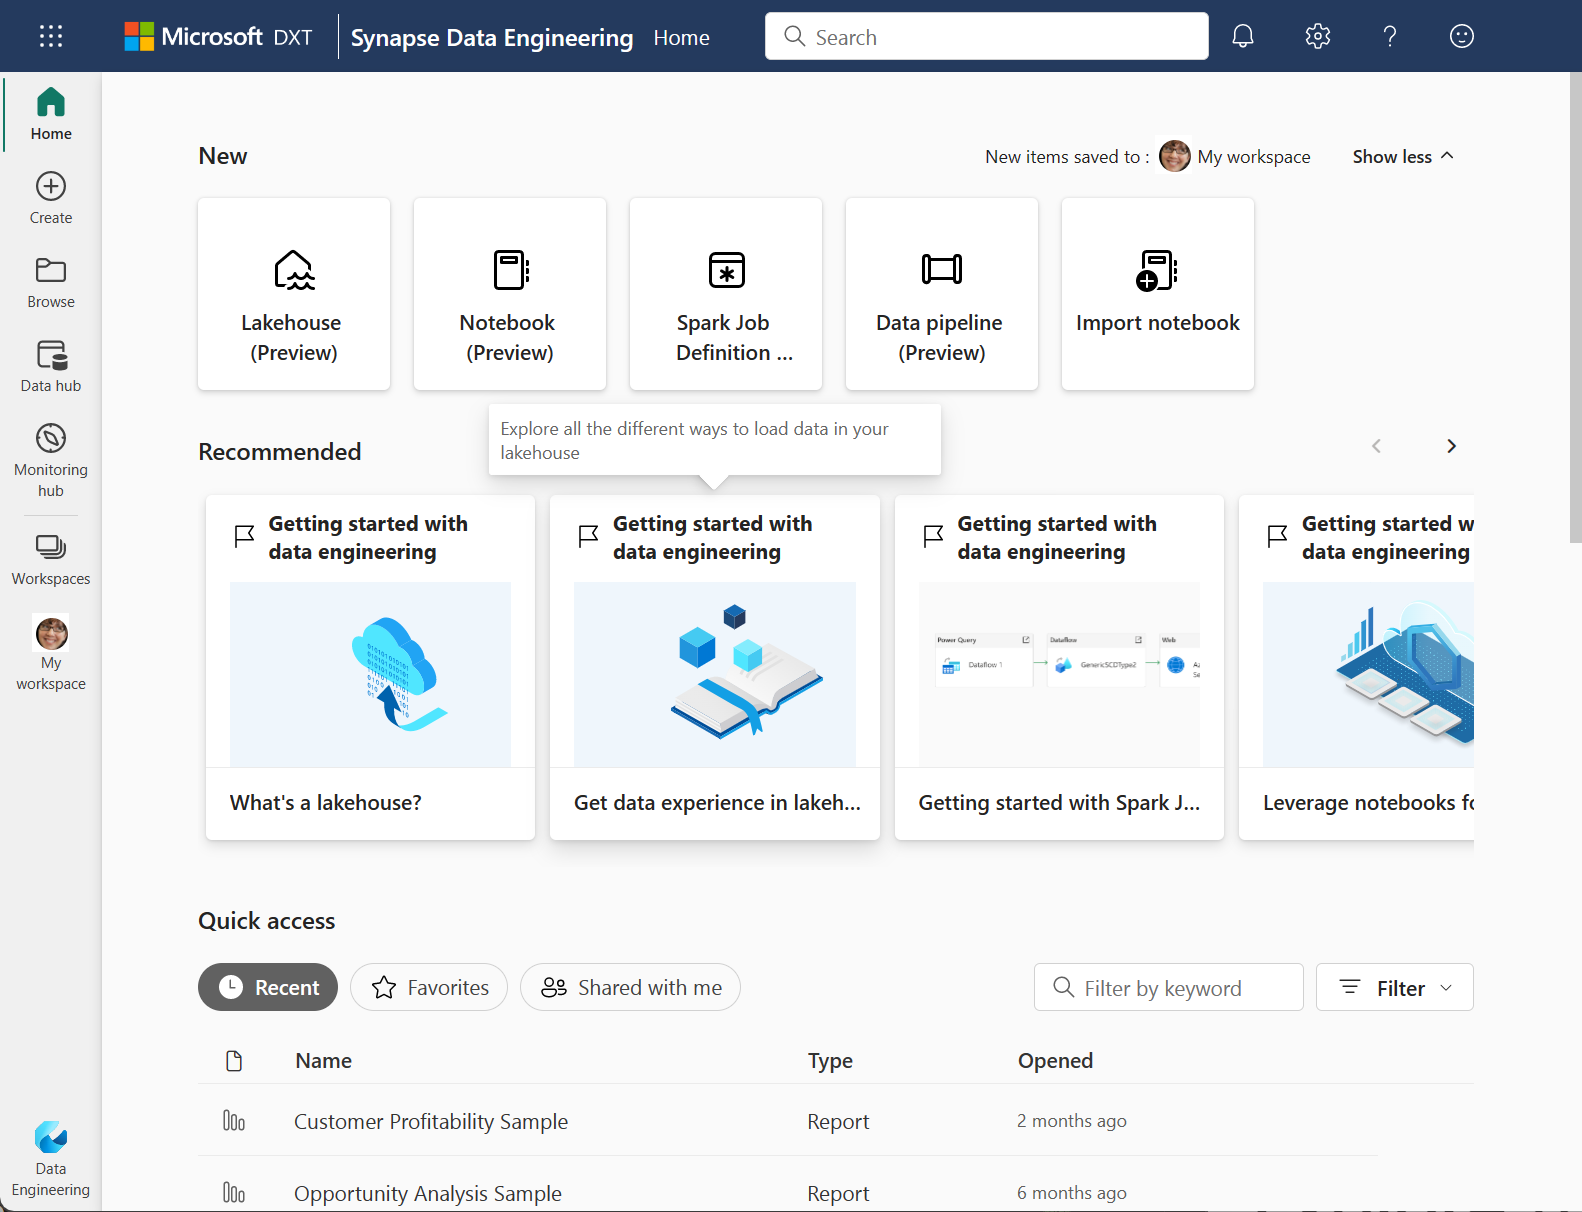 Microsoft DXT
Synapse Data Engineering
Home
Search
Home
Create
Browse
Data hub
Monitoring
hub
Workspaces
My
workspace
Data
Engineering
New
New items saved to :
My workspace
Show less
Lakehouse
(Preview)
Notebook
(Preview)
Spark Job
Definition ...
Data pipeline
(Preview)
Import notebook
Explore all the different ways to load data in your
lakehouse
Recommended
Getting started with
data engineering
What's a lakehouse?
Getting started with
data engineering
Get data experience in lakeh...
Getting started with
data engineering
Power Query
Dataflow 1
Dataflow
GenericSCDType2
Web
Getting started with Spark J...
Getting started w
data engineering
Leverage notebooks fo
Quick access
Recent
Favorites
Shared with me
Filter by keyword
Filter
Name
Type
Opened
Customer Profitability Sample
Report
2 months ago
Opportunity Analysis Sample
Report
6 months ago